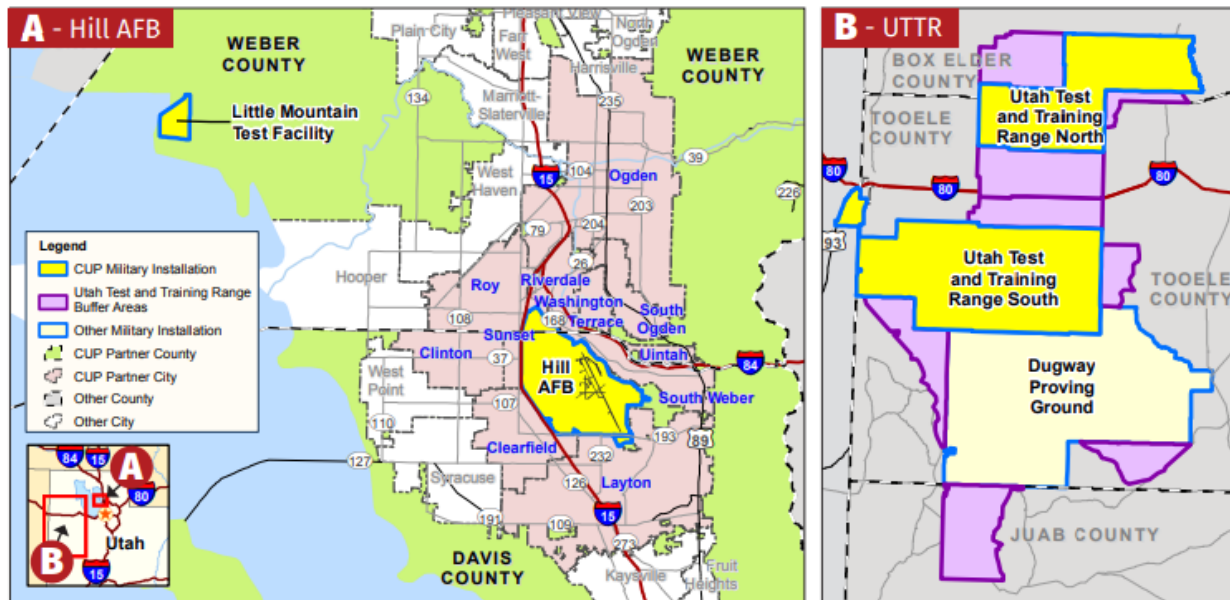 A - Hill AFB
WEBER
COUNTY
Plain City
Pleasant View
Farr
West
North
Ogden
Harrisville
WEBER
COUNTY
134
235
Little Mountain
Test Facility
Marriott-
Slaterville
39
West
Haven
15
104
Ogden
226
203
79
204
26
Legend
CUP Military Installation
Utah Test and Training Range
Buffer Areas
Other Military Installation
CUP Partner County
CUP Partner City
Other County
Other City
Hooper
Roy
Riverdale
Washington
Terrace
South
Ogden
108
168
Sunset
Clinton
37
Uintah
84
West
Point
Hill
AFB
107
South Weber
110
193
89
Clearfield
232
127
Syracuse
126
Layton
191
109
15
273
DAVIS
COUNTY
Kaysville
Fruit
Heights
84
15
A
80
Utah
B
15
B - UTTR
BOX ELDER
COUNTY
Utah Test
and Training
Range North
TOOELE
COUNTY
80
80
80
93
Utah Test
and Training
Range South
TOOELE
COUNTY
Dugway
Proving
Ground
JUAB COUNTY